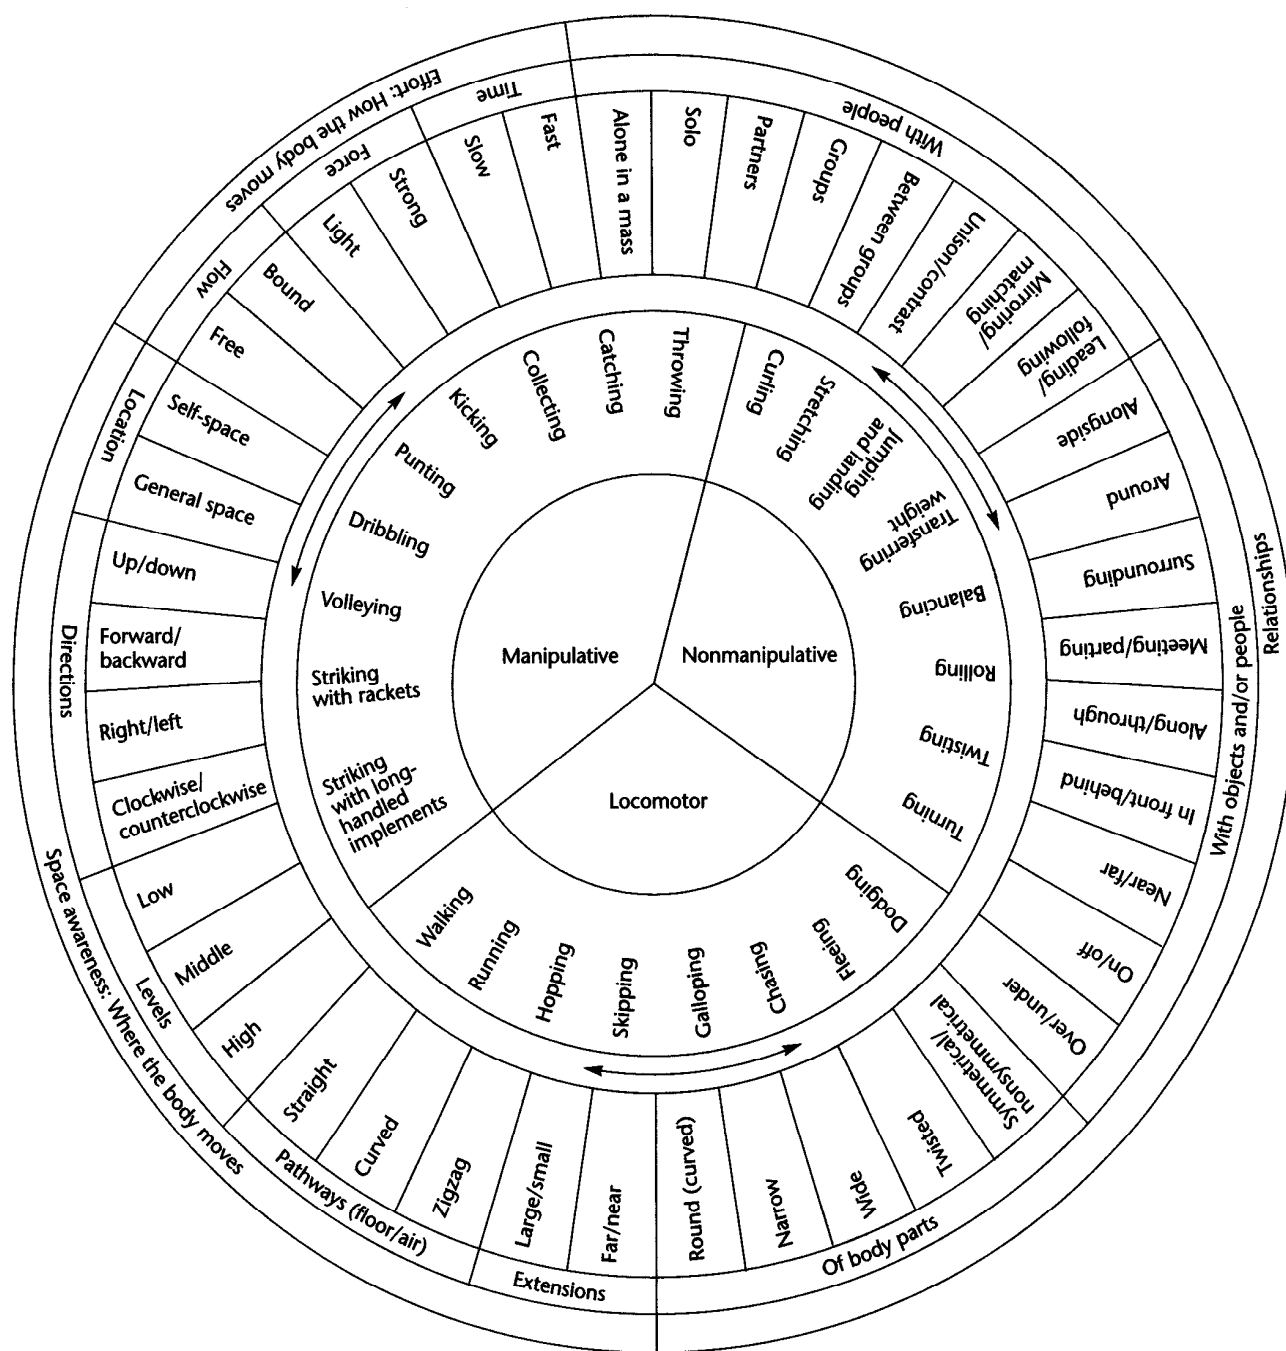 Effort: How the body moves
Time
Force
Flow
Fast
Slow
Strong
Light
Bound
Free
Relationships
With people
Alone in a mass
Solo
Partners
Groups
Between groups
Unison/contrast
Mirroring/
matching
Leading/
following
With objects and/or people
Alongside
Around
Surrounding
Meeting/parting
Along/through
In front/behind
Near/far
On/off
Over/under
Of body parts
Symmetrical/
nonsymmetrical
Twisted
Wide
Narrow
Round (curved)
Space awareness: Where the body moves
Extensions
Far/near
Large/small
Pathways (floor/air)
Zigzag
Curved
Straight
Levels
High
Middle
Low
Directions
Clockwise/
counterclockwise
Right/left
Forward/
backward
Up/down
Location
General space
Self-space
Manipulative
Throwing
Catching
Collecting
Kicking
Punting
Dribbling
Volleying
Striking
with rackets
Striking
with long-
handled
implements
Nonmanipulative
Curling
Stretching
Jumping
and landing
Transferring
weight
Balancing
Rolling
Twisting
Turning
Locomotor
Walking
Running
Hopping
Skipping
Galloping
Chasing
Fleeing
Dodging